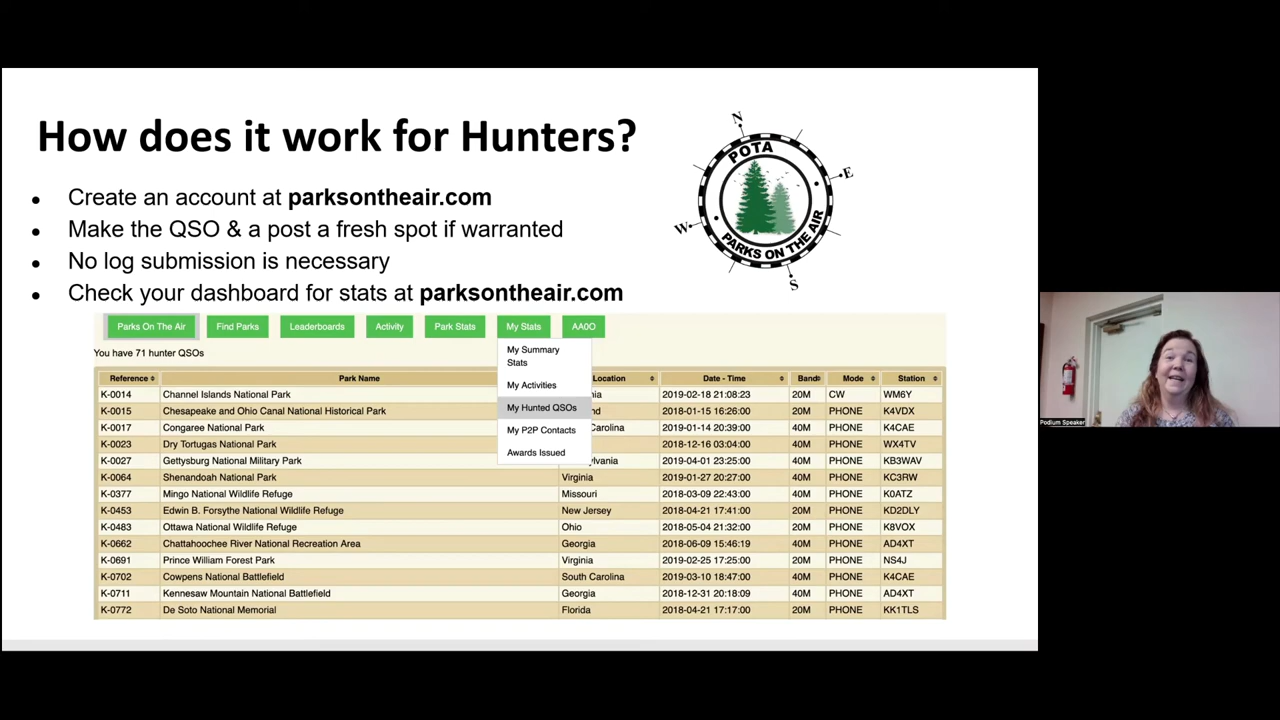 How does it work for Hunters?
N
E
W
S
POTA
PARKS ON THE AIR
• Create an account at parksontheair.com
• Make the QSO & a post a fresh spot if warranted
• No log submission is necessary
• Check your dashboard for stats at parksontheair.com
Parks On The Air Find Parks Leaderboards Activity Park Stats My Stats AA0O
You have 71 hunter QSOs
My Summary
Stats
My Activities
My Hunted QSOs
My P2P Contacts
Awards Issued
Reference Park Name Location Date - Time Band Mode Station
K-0014 Channel Islands National Park nia 2019-02-18 21:08:23 20M CW WM6Y
K-0015 Chesapeake and Ohio Canal National Historical Park nd 2018-01-15 16:26:00 20M PHONE K4VDX
K-0017 Congaree National Park Carolina 2019-01-14 20:39:00 40M PHONE K4CAE
K-0023 Dry Tortugas National Park 2018-12-16 03:04:00 40M PHONE WX4TV
K-0027 Gettysburg National Military Park ylvania 2019-04-01 23:25:00 40M PHONE KB3WAV
K-0064 Shenandoah National Park Virginia 2019-01-27 20:27:00 40M PHONE KC3RW
K-0377 Mingo National Wildlife Refuge Missouri 2018-03-09 22:43:00 40M PHONE K0ATZ
K-0453 Edwin B. Forsythe National Wildlife Refuge New Jersey 2018-04-21 17:41:00 20M PHONE KD2DLY
K-0483 Ottawa National Wildlife Refuge Ohio 2018-05-04 21:32:00 20M PHONE K8VOX
K-0662 Chattahoochee River National Recreation Area Georgia 2018-06-09 15:46:19 40M PHONE AD4XT
K-0691 Prince William Forest Park Virginia 2019-02-25 17:25:00 20M PHONE NS4J
K-0702 Cowpens National Battlefield South Carolina 2019-03-10 18:47:00 40M PHONE K4CAE
K-0711 Kennesaw Mountain National Battlefield Georgia 2018-12-31 20:18:09 40M PHONE AD4XT
K-0772 De Soto National Memorial Florida 2018-04-21 17:17:00 20M PHONE KK1TLS
Podium Speaker